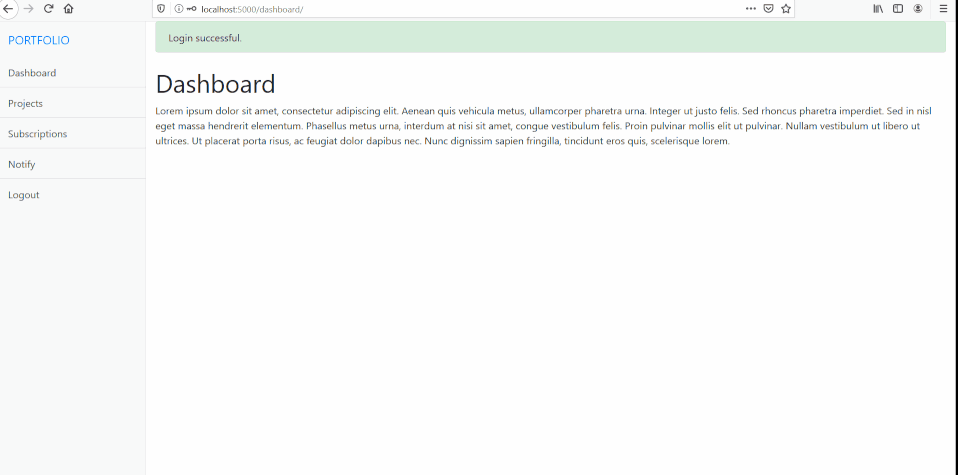 localhost:5000/dashboard/
PORTFOLIO
Dashboard
Projects
Subscriptions
Notify
Logout
Login successful.
Dashboard
Lorem ipsum dolor sit amet, consectetur adipiscing elit. Aenean quis vehicula metus, ullamcorper pharetra urna. Integer ut justo felis. Sed rhoncus pharetra imperdiet. Sed in nisl
eget massa hendrerit elementum. Phasellus metus urna, interdum at nisi sit amet, congue vestibulum felis. Proin pulvinar mollis elit ut pulvinar. Nullam vestibulum ut libero ut
ultrices. Ut placerat porta risus, ac feugiat dolor dapibus nec. Nunc dignissim sapien fringilla, tincidunt eros quis, scelerisque lorem.